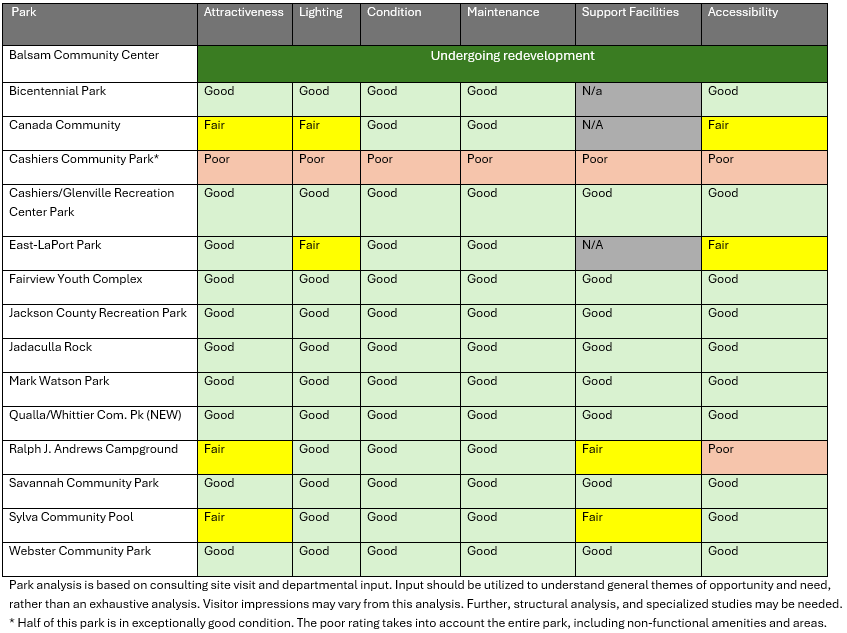 Park Attractiveness Lighting Condition Maintenance Support Facilities Accessibility
Balsam Community Center Undergoing redevelopment
Bicentennial Park Good Good Good Good N/a Good
Canada Community Fair Fair Good Good N/A Fair
Cashiers Community Park* Poor Poor Poor Poor Poor Poor
Cashiers/Glenville Recreation Good Good Good Good Good Good
Center Park
East-LaPort Park Good Fair Good Good N/A Fair
Fairview Youth Complex Good Good Good Good Good Good
Jackson County Recreation Park Good Good Good Good Good Good
Jadaculla Rock Good Good Good Good Good Good
Mark Watson Park Good Good Good Good Good Good
Qualla/Whittier Com. Pk (NEW) Good Good Good Good Good Good
Ralph J. Andrews Campground Fair Good Good Good Fair Poor
Savannah Community Park Good Good Good Good Good Good
Sylva Community Pool Fair Good Good Good Fair Good
Webster Community Park Good Good Good Good Good Good
Park analysis is based on consulting site visit and departmental input. Input should be utilized to understand general themes of opportunity and need,
rather than an exhaustive analysis. Visitor impressions may vary from this analysis. Further, structural analysis, and specialized studies may be needed.
* Half of this park is in exceptionally good condition. The poor rating takes into account the entire park, including non-functional amenities and areas.